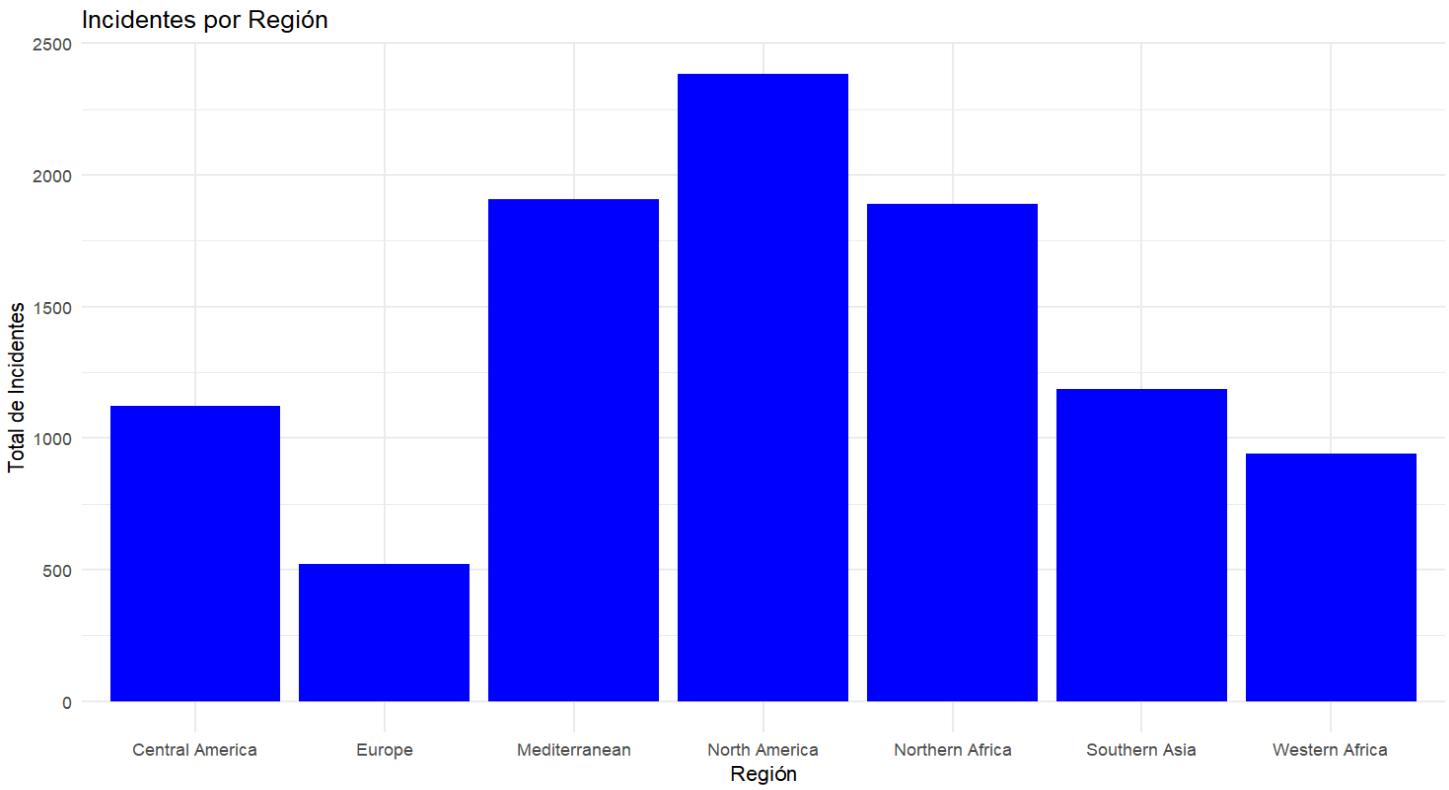 Incidentes por Región
Total de Incidentes
2500
2000
1500
1000
500
0
Central America
Europe
Mediterranean
North America
Northern Africa
Southern Asia
Western Africa
Región